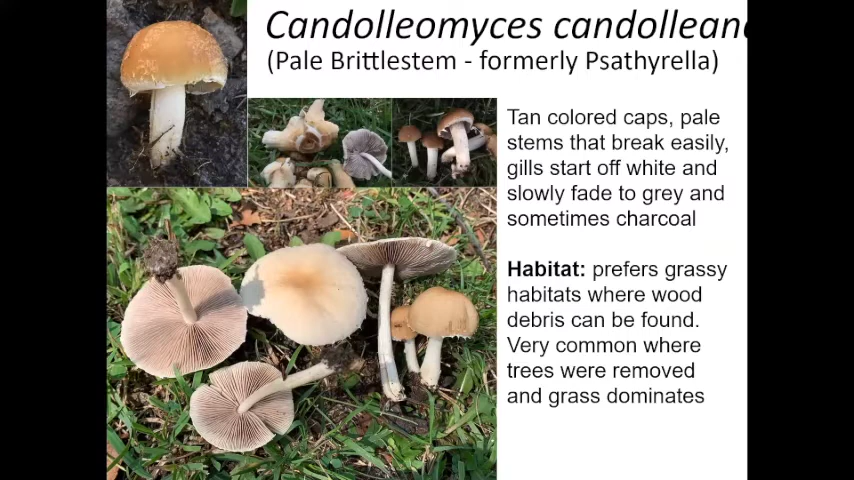 Candolleomyces candollean
(Pale Brittlestem - formerly Psathyrella)
Tan colored caps, pale
stems that break easily,
gills start off white and
slowly fade to grey and
sometimes charcoal
Habitat: prefers grassy
habitats where wood
debris can be found.
Very common where
trees were removed
and grass dominates